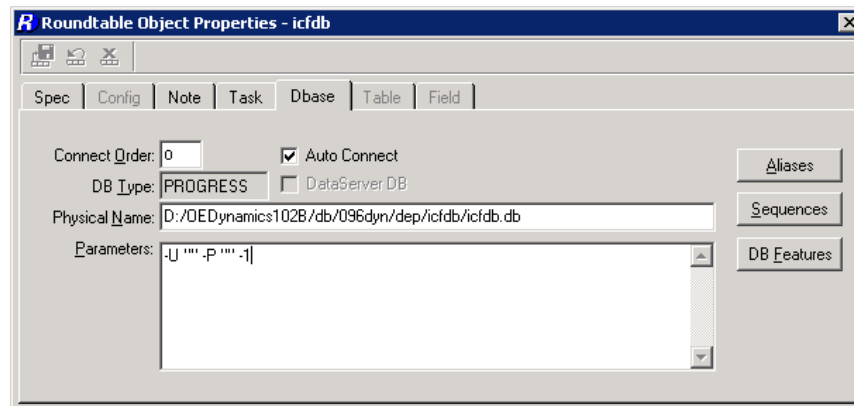 Roundtable Object Properties - icfdb
Spec Config Note Task Dbase Table Field
Connect Order: 0 Auto Connect Aliases
DB Type: PROGRESS DataServer DB
Physical Name: D:/OEDynamics102B/db/096dyn/dep/icfdb/icfdb.db Sequences
Parameters: -U "" -P "" -1 DB Features